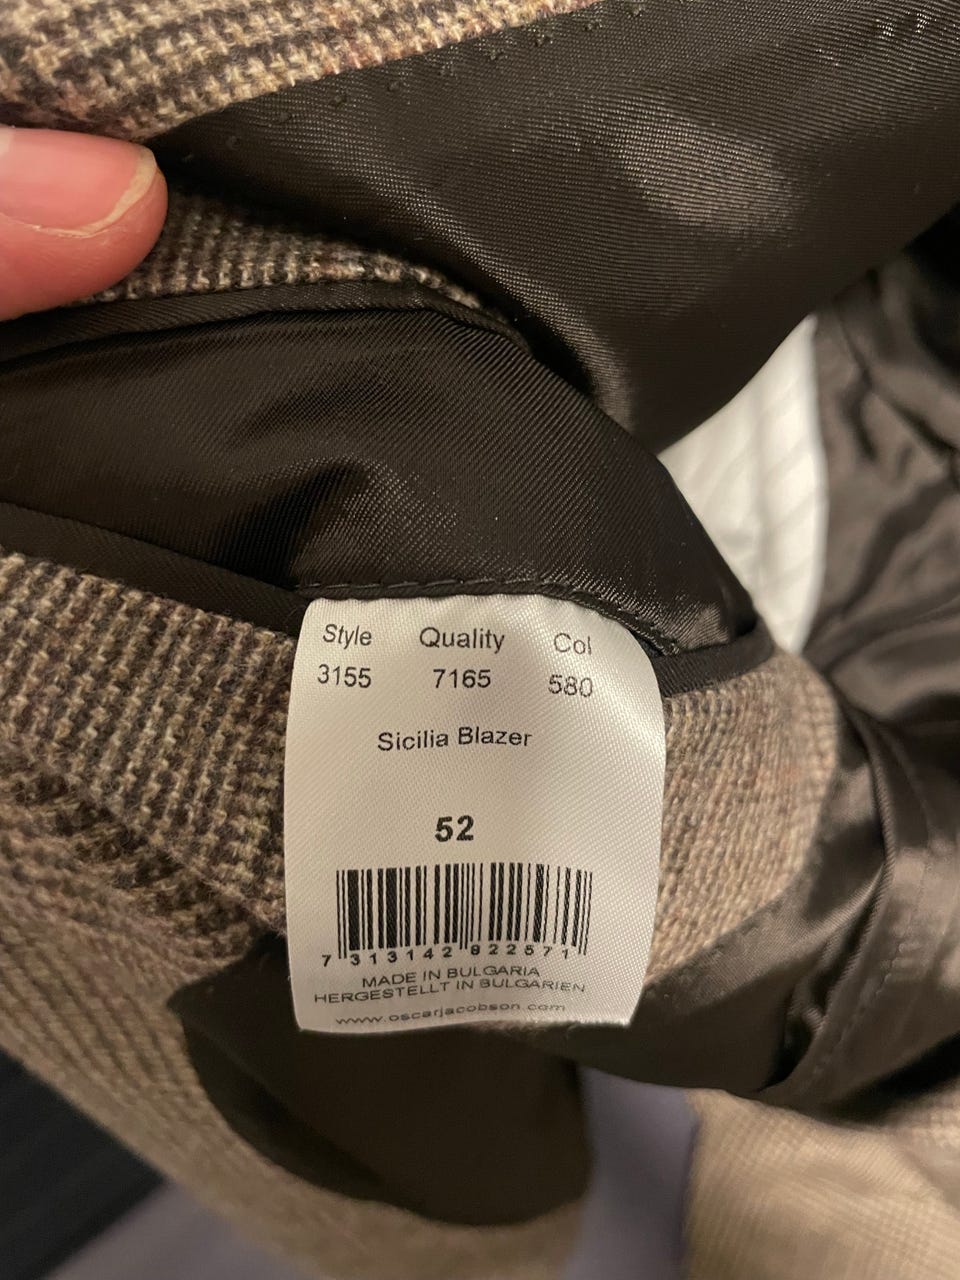 Style Quality Col
3155 7165 580
Sicilia Blazer
52
7 313142 822571
MADE IN BULGARIA
HERGESTELLT IN BULGARIEN
www.oscarjacobson.com